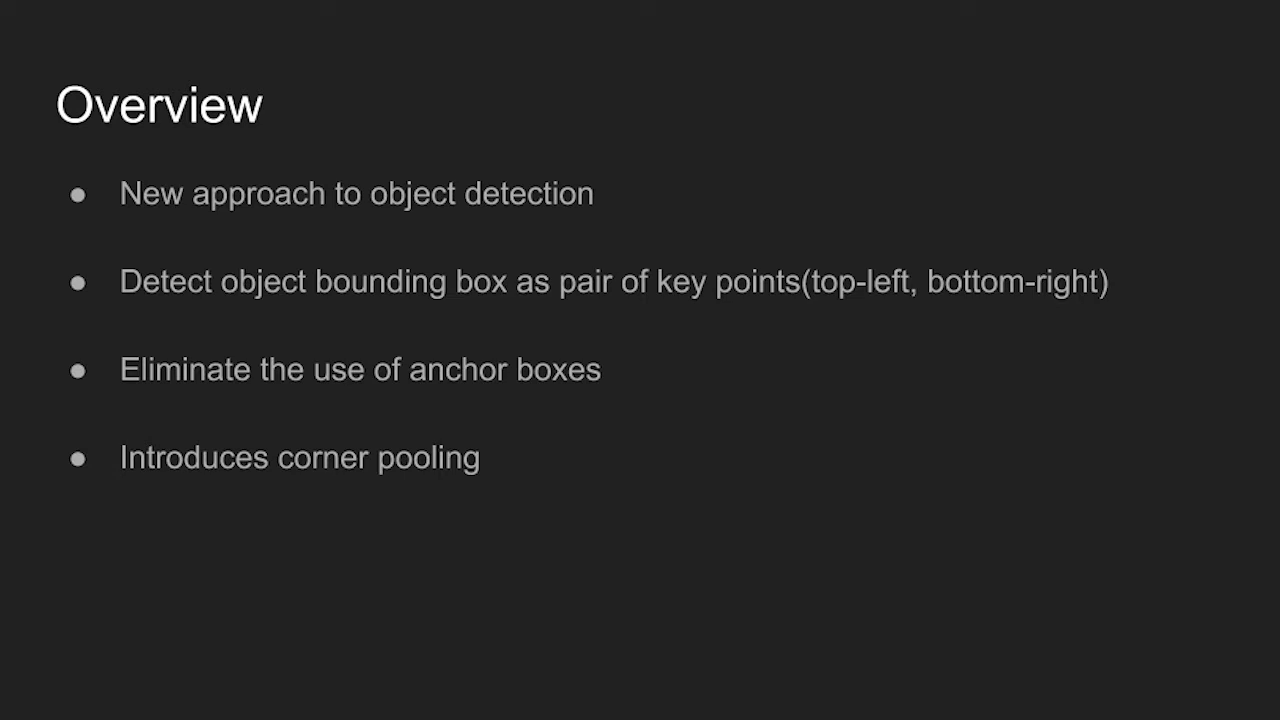 Overview
● New approach to object detection
● Detect object bounding box as pair of key points(top-left, bottom-right)
● Eliminate the use of anchor boxes
● Introduces corner pooling